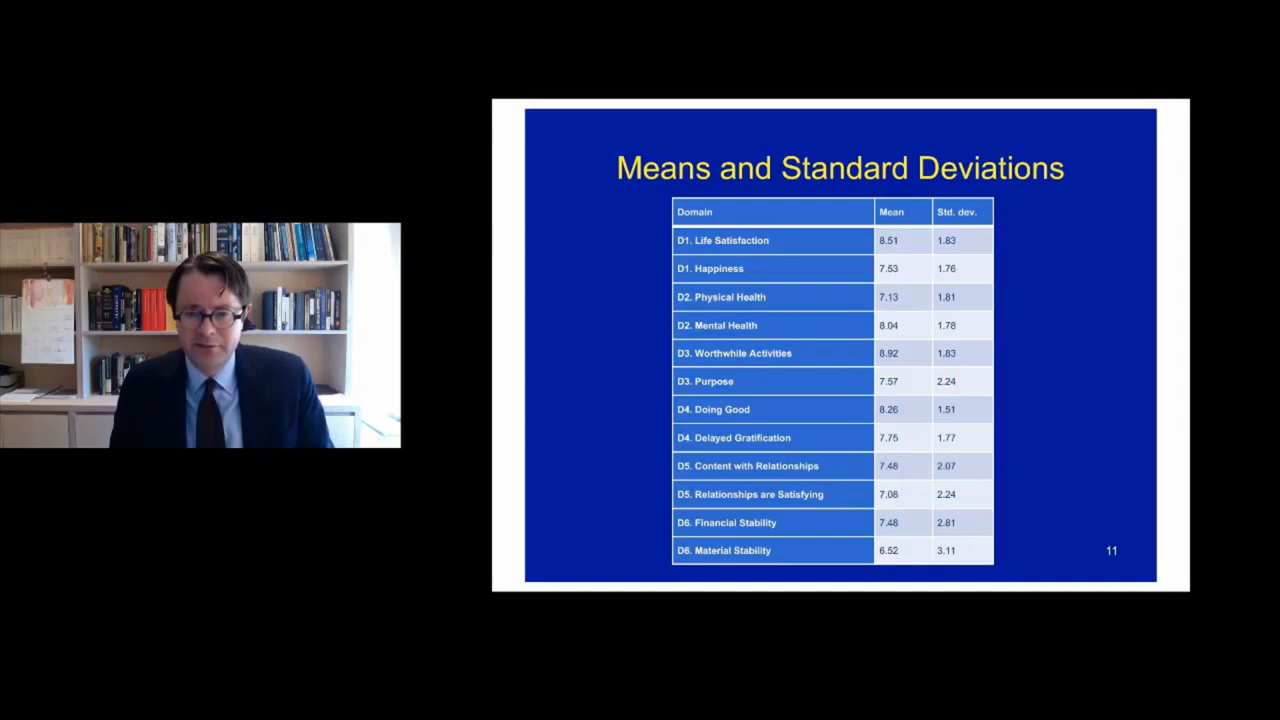 Means and Standard Deviations
Domain Mean Std. dev.
D1. Life Satisfaction 8.51 1.83
D1. Happiness 7.53 1.76
D2. Physical Health 7.13 1.81
D2. Mental Health 8.04 1.78
D3. Worthwhile Activities 8.92 1.83
D3. Purpose 7.57 2.24
D4. Doing Good 8.26 1.51
D4. Delayed Gratification 7.75 1.77
D5. Content with Relationships 7.48 2.07
D5. Relationships are Satisfying 7.08 2.24
D6. Financial Stability 7.48 2.81
D6. Material Stability 6.52 3.11
11